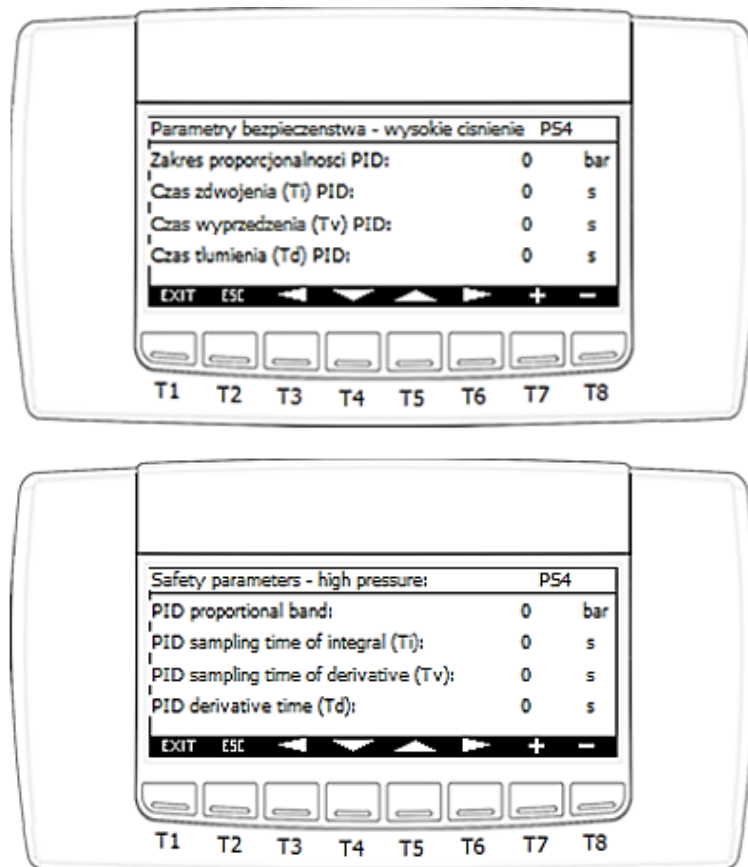 Parametry bezpieczenstwa - wysokie cisnienie PS4
Zakres proporcjonalnosci PID: 0 bar
Czas zdwojenia (Ti) PID: 0 s
Czas wyprzedzenia (Tv) PID: 0 s
Czas tlumienia (Td) PID: 0 s
EXIT ESC + -
T1 T2 T3 T4 T5 T6 T7 T8
Safety parameters - high pressure: PS4
PID proportional band: 0 bar
PID sampling time of integral (Ti): 0 s
PID sampling time of derivative (Tv): 0 s
PID derivative time (Td): 0 s
EXIT ESC + -
T1 T2 T3 T4 T5 T6 T7 T8